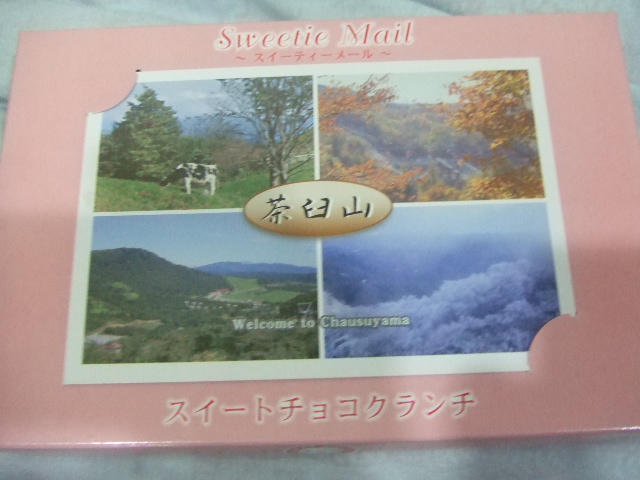 Sweetie Mail
～ スイーティーメール ～
茶臼山
Welcome to Chausuyama
スイートチョコクランチ